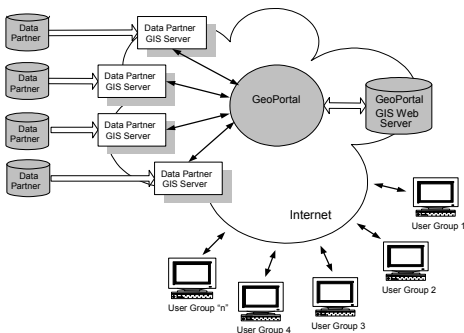 Data
Partner
Data Partner
GIS Server
Data
Partner
Data Partner
GIS Server
Data
Partner
Data Partner
GIS Server
Data
Partner
Data Partner
GIS Server
GeoPortal
GeoPortal
GIS Web
Server
Internet
User Group 1
User Group 2
User Group 3
User Group 4
User Group "n"